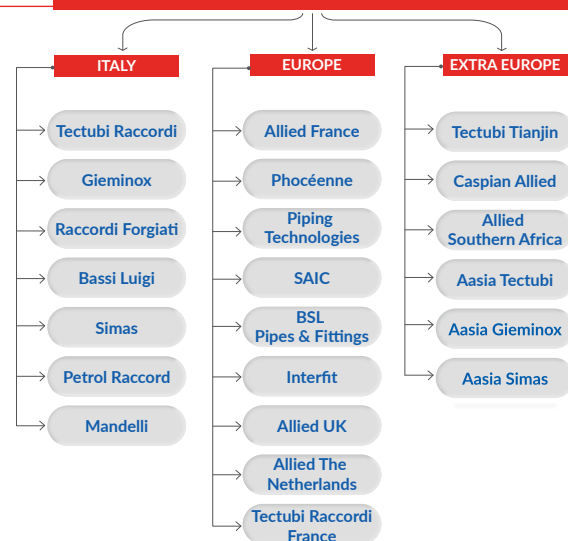 ITALY
Tectubi Raccordi
Gieminox
Raccordi Forgiati
Bassi Luigi
Simas
Petrol Raccord
Mandelli
EUROPE
Allied France
Phocéenne
Piping
Technologies
SAIC
BSL
Pipes & Fittings
Interfit
Allied UK
Allied The
Netherlands
Tectubi Raccordi
France
EXTRA EUROPE
Tectubi Tianjin
Caspian Allied
Allied
Southern Africa
Aasia Tectubi
Aasia Gieminox
Aasia Simas